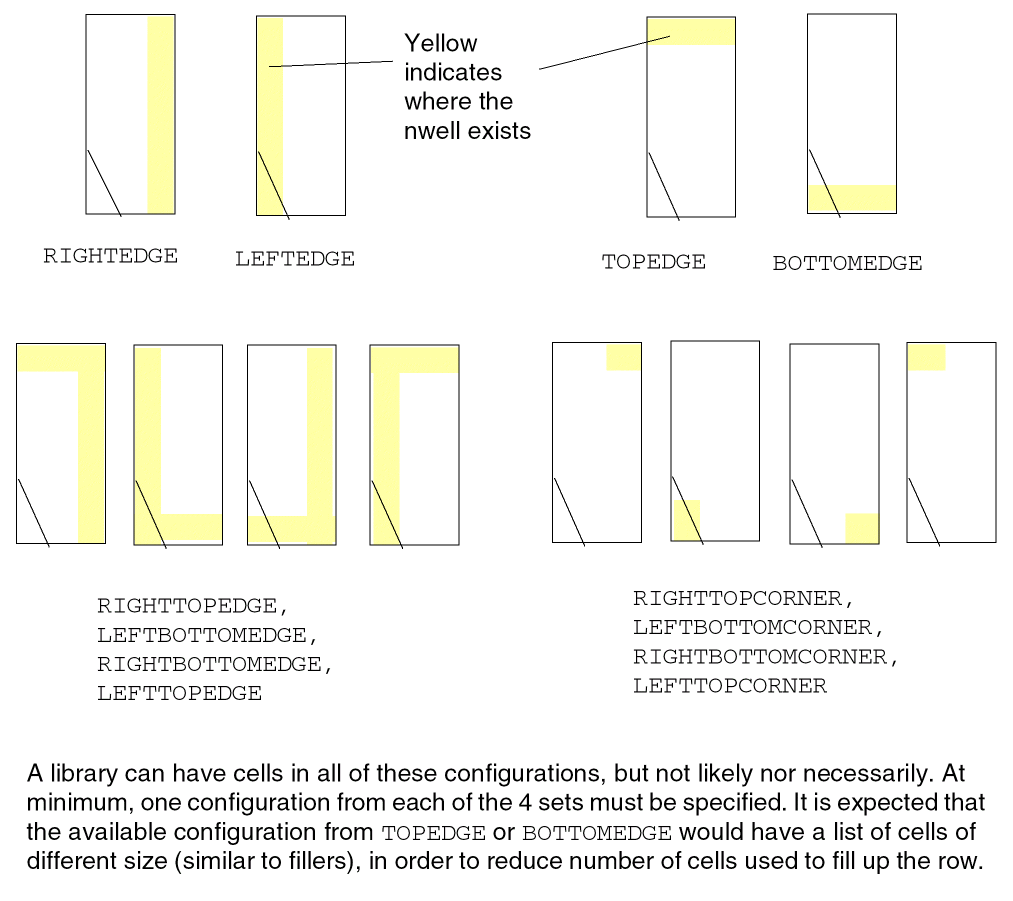 Yellow
indicates
where the
nwell exists
RIGHTEDGE
LEFTEDGE
TOPEDGE
BOTTOMEDGE
RIGHTTOPEDGE,
LEFTBOTTOMEDGE,
RIGHTBOTTOMEDGE,
LEFTTOPEDGE
RIGHTTOPCORNER,
LEFTBOTTOMCORNER,
RIGHTBOTTOMCORNER,
LEFTTOPCORNER
A library can have cells in all of these configurations, but not likely nor necessarily. At
minimum, one configuration from each of the 4 sets must be specified. It is expected that
the available configuration from TOPEDGE or BOTTOMEDGE would have a list of cells of
different size (similar to fillers), in order to reduce number of cells used to fill up the row.